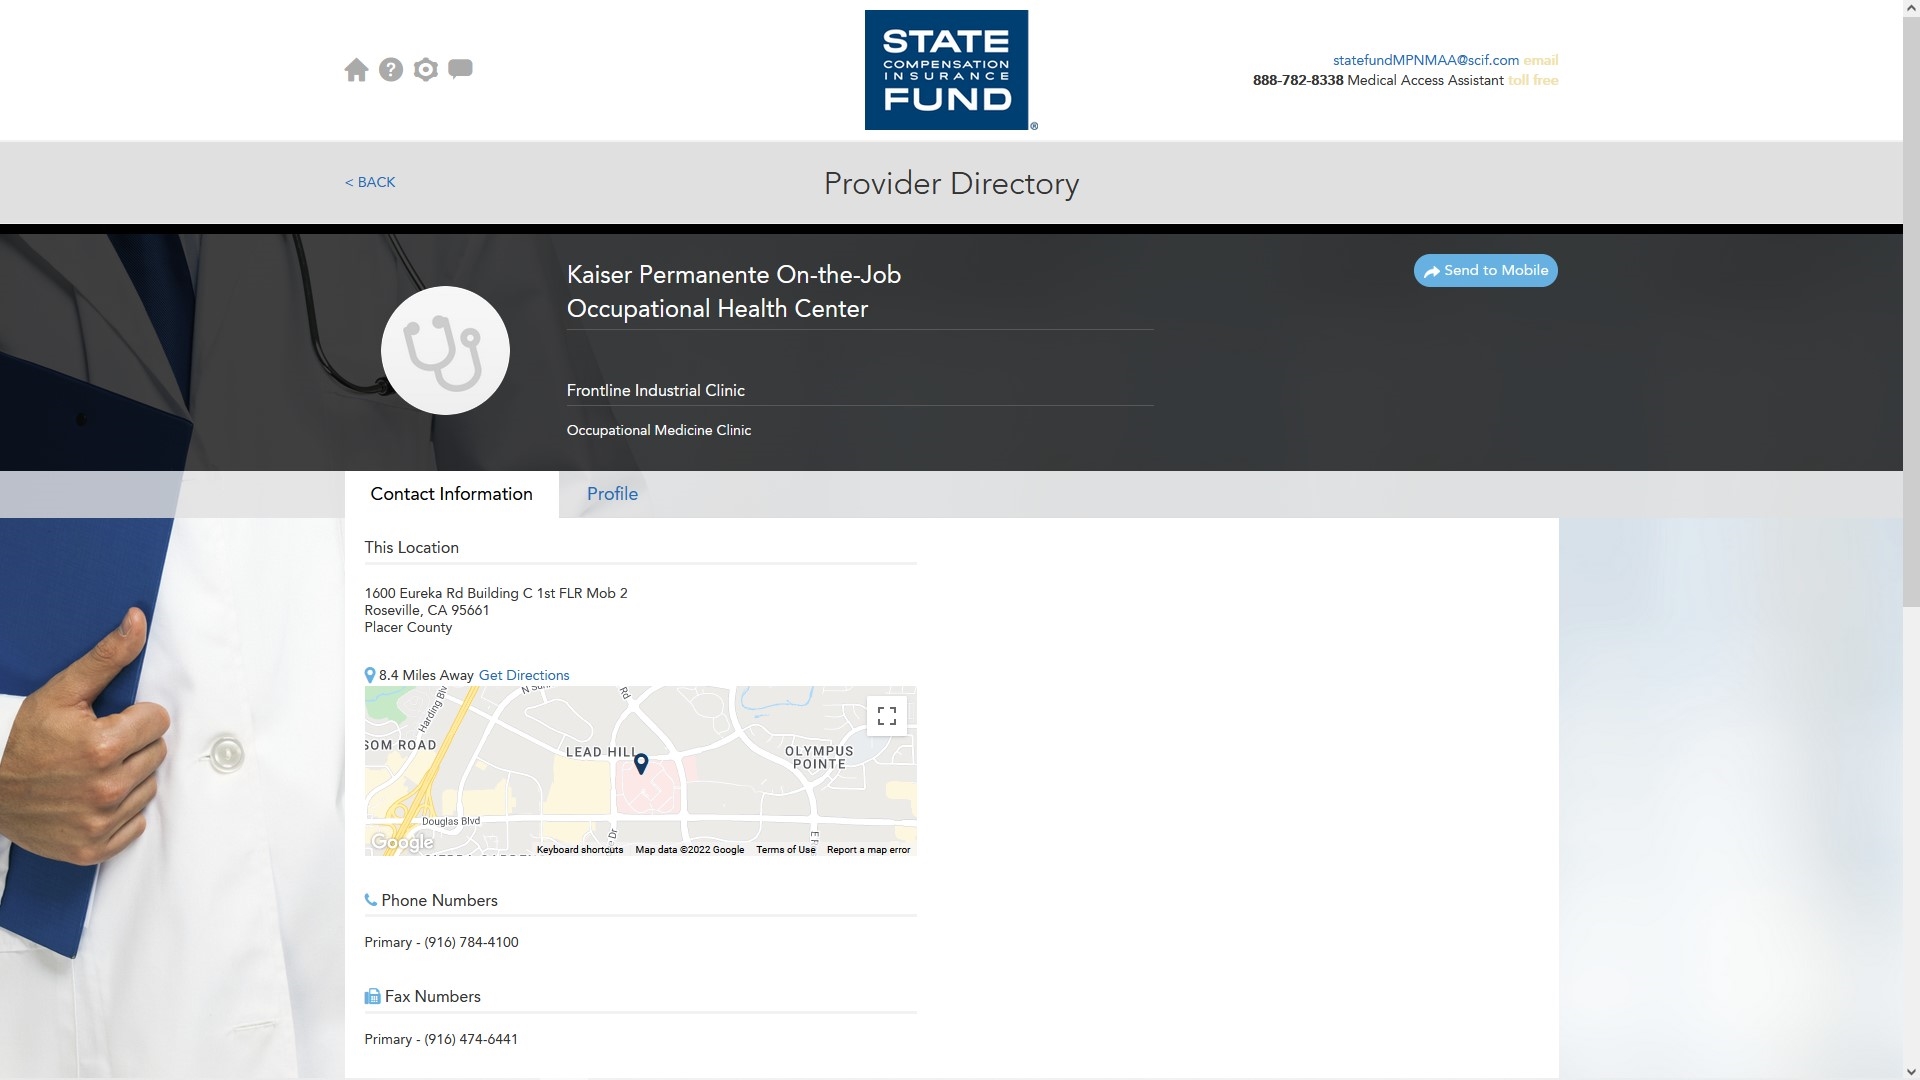 STATE
COMPENSATION
INSURANCE
FUND
®
statefundMPNMAA@scif.com email
888-782-8338 Medical Access Assistant toll free
< BACK
Provider Directory
Kaiser Permanente On-the-Job
Occupational Health Center
Send to Mobile
Frontline Industrial Clinic
Occupational Medicine Clinic
Contact Information
Profile
This Location
1600 Eureka Rd Building C 1st FLR Mob 2
Roseville, CA 95661
Placer County
8.4 Miles Away Get Directions
Rd
Harding Blv
SOM ROAD
LEAD HILL
OLYMPUS
POINTE
Douglas Blvd
Google
Keyboard shortcuts
Map data ©2022 Google
Terms of Use
Report a map error
Phone Numbers
Primary - (916) 784-4100
Fax Numbers
Primary - (916) 474-6441